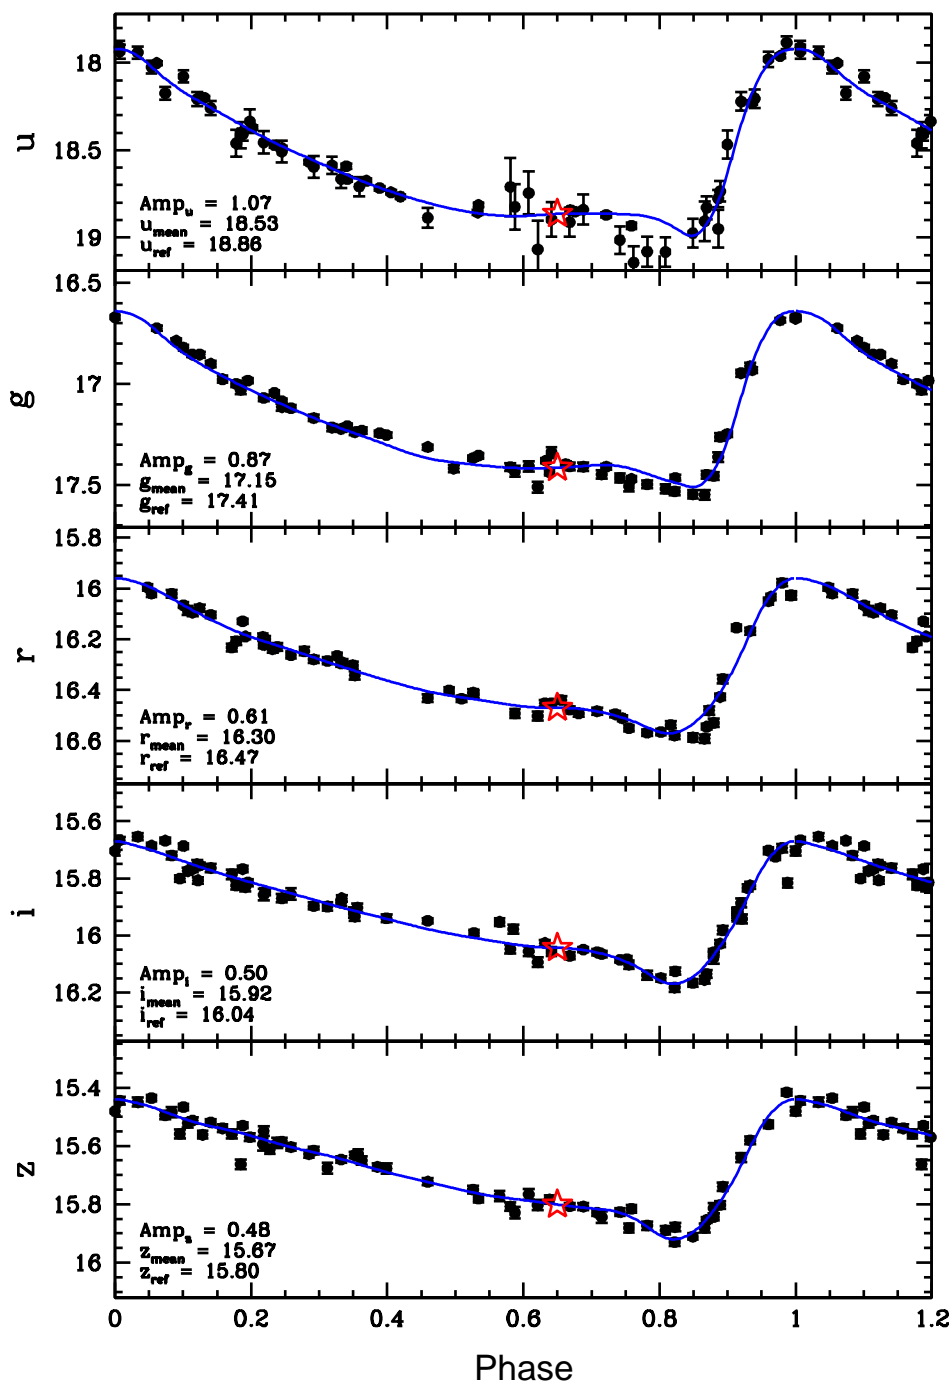 u
18
18.5
19
Amp_u = 1.07
u_mean = 18.53
u_ref = 18.86
g
16.5
17
17.5
Amp_g = 0.87
g_mean = 17.15
g_ref = 17.41
r
15.8
16
16.2
16.4
16.6
Amp_r = 0.61
r_mean = 16.30
r_ref = 16.47
i
15.6
15.8
16
16.2
Amp_i = 0.50
i_mean = 15.92
i_ref = 16.04
z
15.4
15.6
15.8
16
Amp_z = 0.48
z_mean = 15.67
z_ref = 15.80
0 0.2 0.4 0.6 0.8 1 1.2
Phase